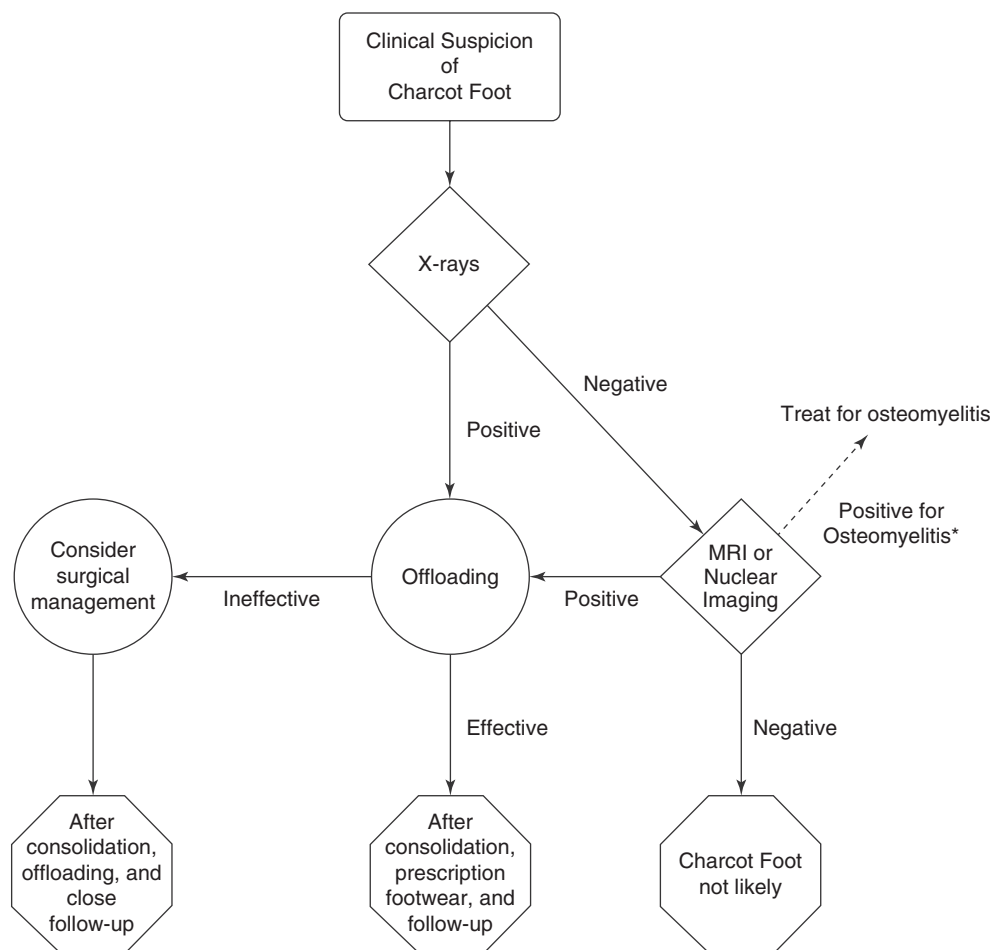 Clinical Suspicion
of
Charcot Foot
X-rays
Negative
Positive
Treat for osteomyelitis
Positive for
Osteomyelitis*
Consider
surgical
management
Ineffective
Offloading
Positive
MRI or
Nuclear
Imaging
Effective
Negative
After
consolidation,
offloading, and
close
follow-up
After
consolidation,
prescription
footwear, and
follow-up
Charcot Foot
not likely